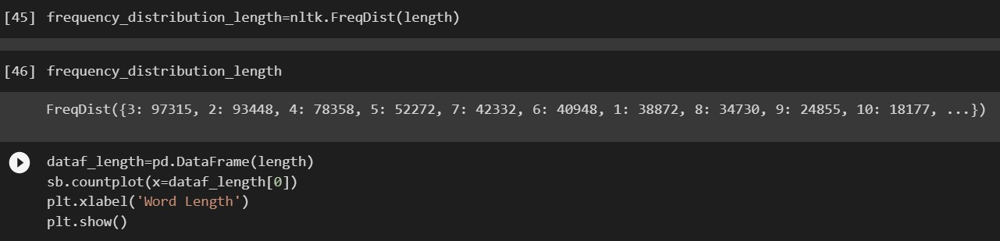 [45] frequency_distribution_length=nltk.FreqDist(length)
[46] frequency_distribution_length
FreqDist({3: 97315, 2: 93448, 4: 78358, 5: 52272, 7: 42332, 6: 40948, 1: 38872, 8: 34730, 9: 24855, 10: 18177, ...})
dataf_length=pd.DataFrame(length)
sb.countplot(x=dataf_length[0])
plt.xlabel('Word Length')
plt.show()